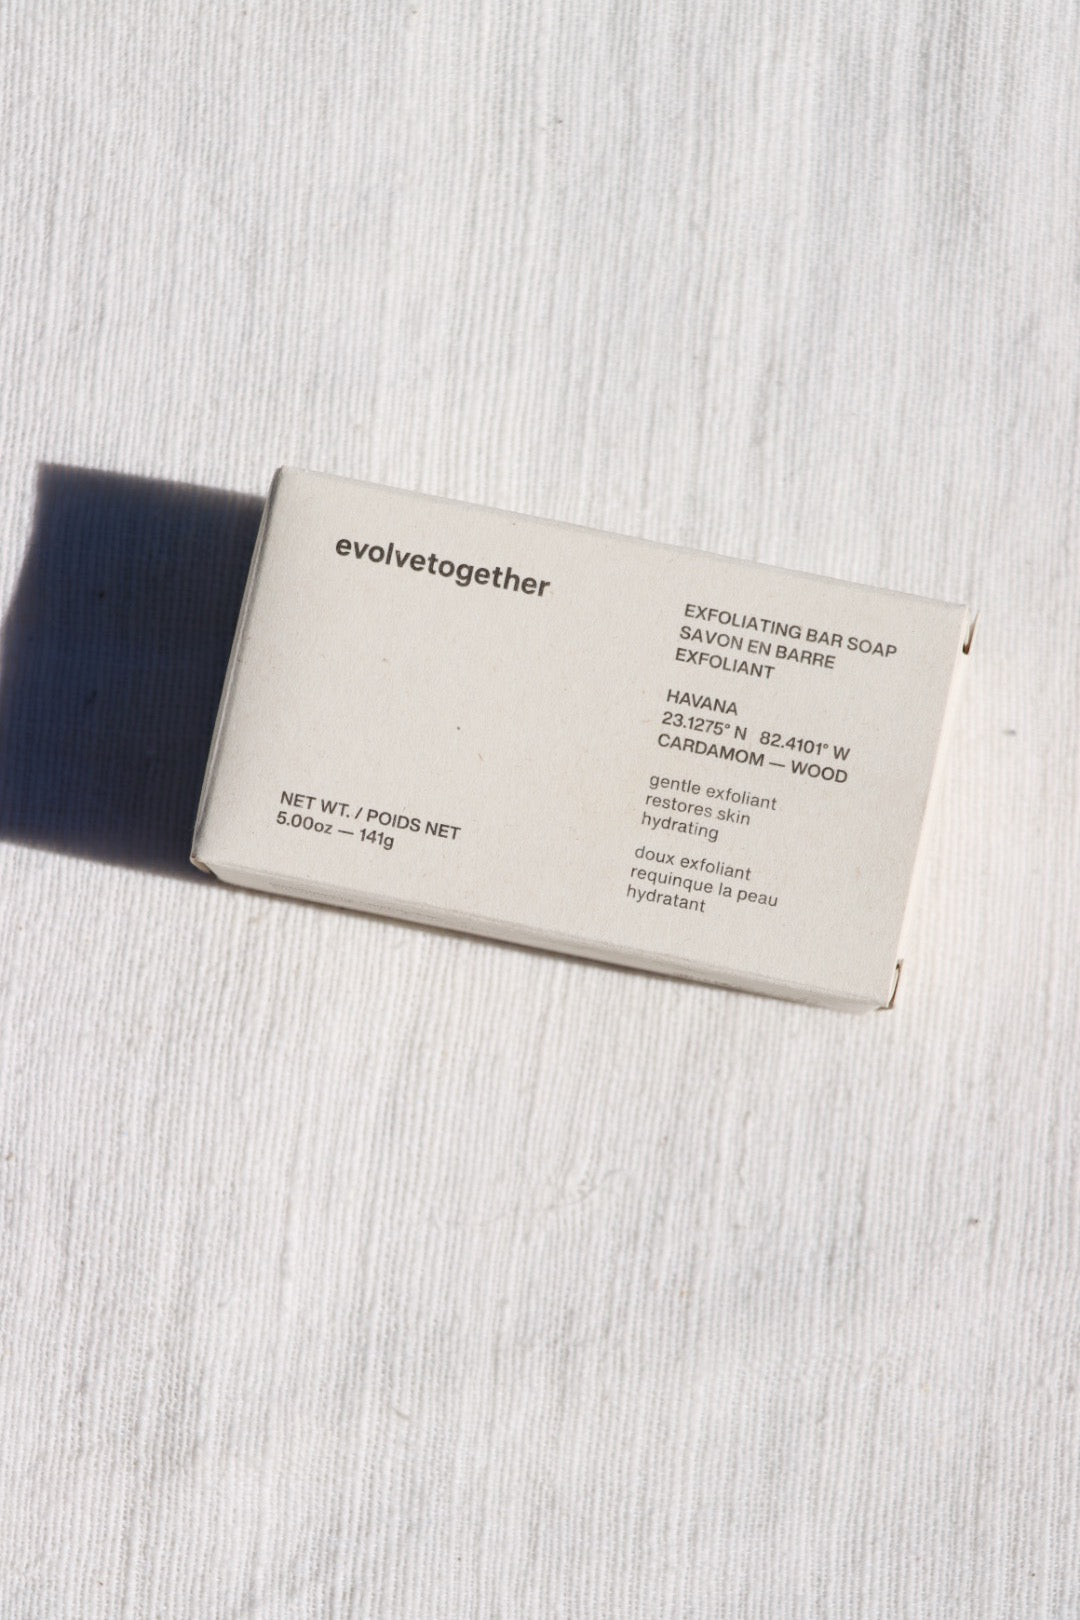 evolvetogether
EXFOLIATING BAR SOAP
SAVON EN BARRE
EXFOLIANT
HAVANA
23.1275° N 82.4101° W
CARDAMOM — WOOD
gentle exfoliant
restores skin
hydrating
doux exfoliant
requinque la peau
hydratant
NET WT. / POIDS NET
5.00oz — 141g